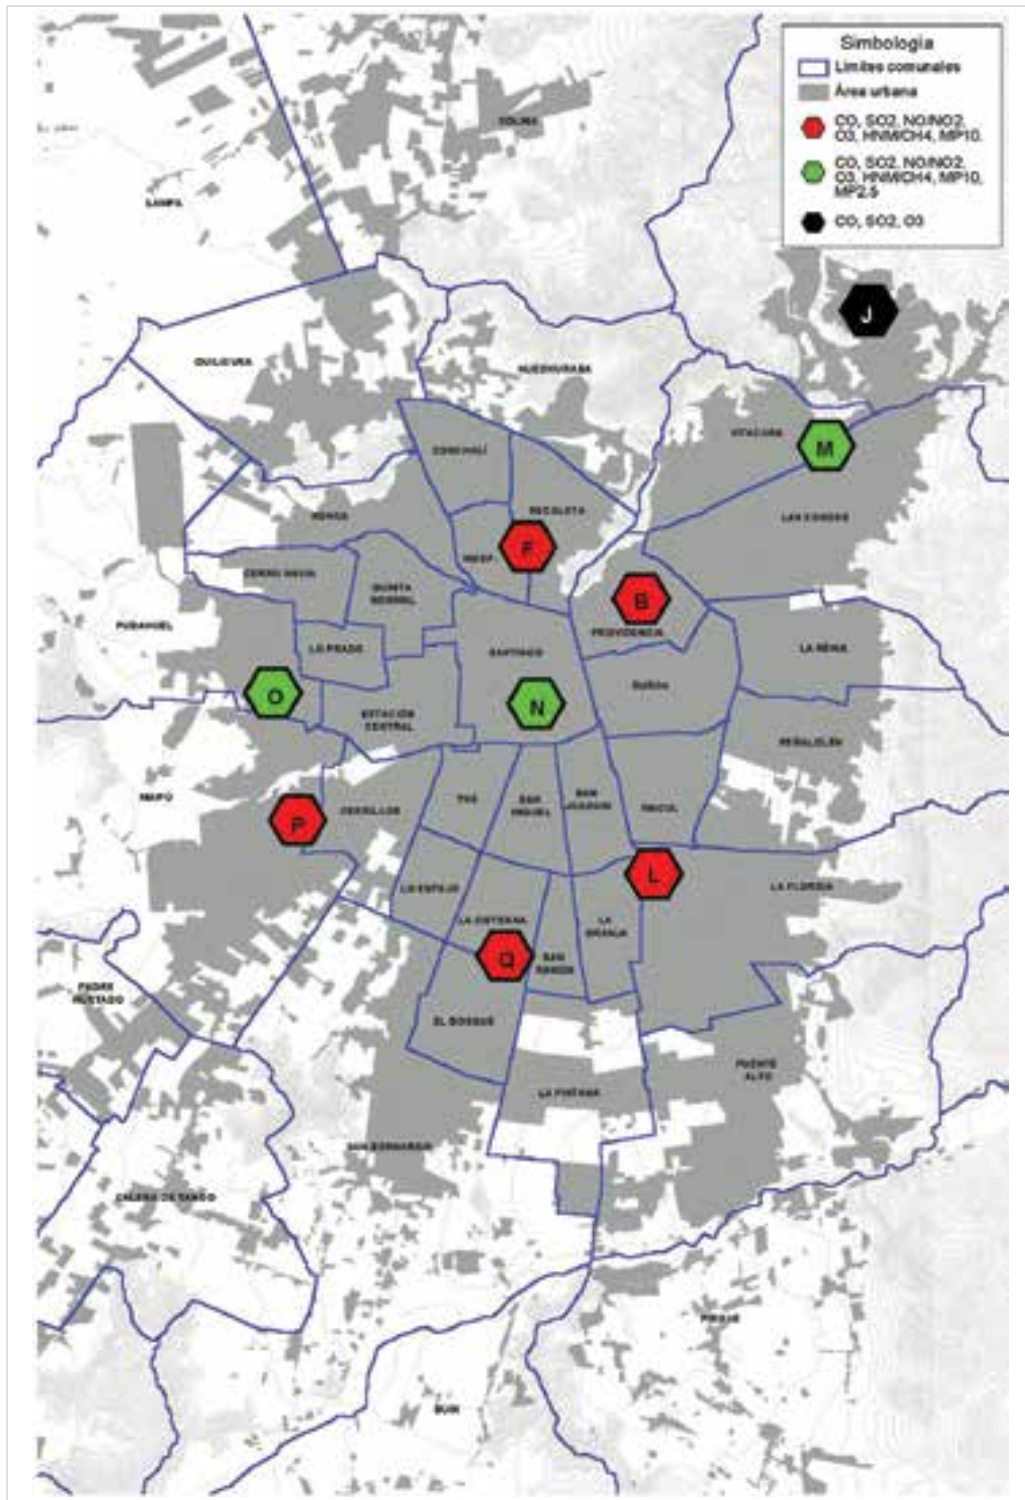 Simbología
Límites comunales
Área urbana
CO, SO2, NO/NO2,
O3, HNM/CH4, MP10.
CO, SO2, NO/NO2,
O3, HNM/CH4, MP10,
MP2.5
CO, SO2, O3
COLINA
LAMPA
J
QUILICURA
HUECHURABA
VITACURA
M
CONCHALÍ
RECOLETA
LAS CONDES
RENCA
F
INDEP.
CERRO NAVIA
QUINTA
NORMAL
B
PROVIDENCIA
PUDAHUEL
LO PRADO
SANTIAGO
LA REINA
O
N
ÑUÑOA
ESTACIÓN
CENTRAL
PEÑALOLÉN
MAIPÚ
P
CERRILLOS
PAC
SAN
MIGUEL
SAN
JOAQUIN
MACUL
L
LO ESPEJO
LA FLORIDA
LA CISTERNA
LA
GRANJA
Q
SAN
RAMÓN
PADRE
HURTADO
EL BOSQUE
PUENTE
ALTO
LA PINTANA
SAN BERNARDO
CALERA DE TANGO
PIRQUE
BUIN